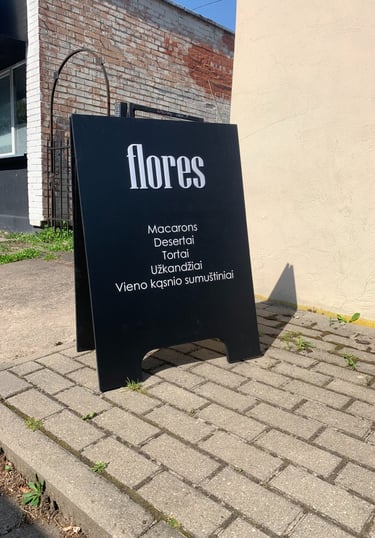 flores
Macarons
Desertai
Tortai
Užkandžiai
Vieno kąsnio sumuštiniai